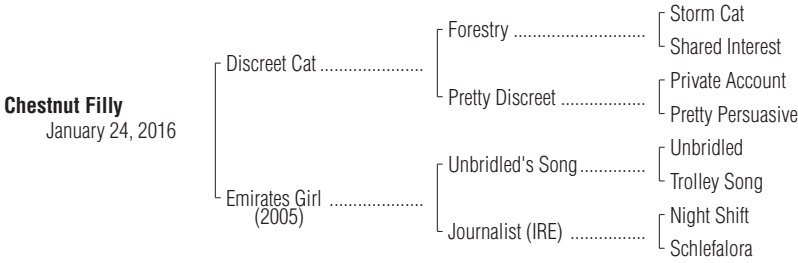 Storm Cat
Forestry ............................
Shared Interest
Discreet Cat ......................
Private Account
Pretty Discreet ..................
Pretty Persuasive
Chestnut Filly
January 24, 2016
Unbridled
Unbridled's Song..............
Trolley Song
Emirates Girl ....................
(2005)
Night Shift
Journalist (IRE) ................
Schlefalora